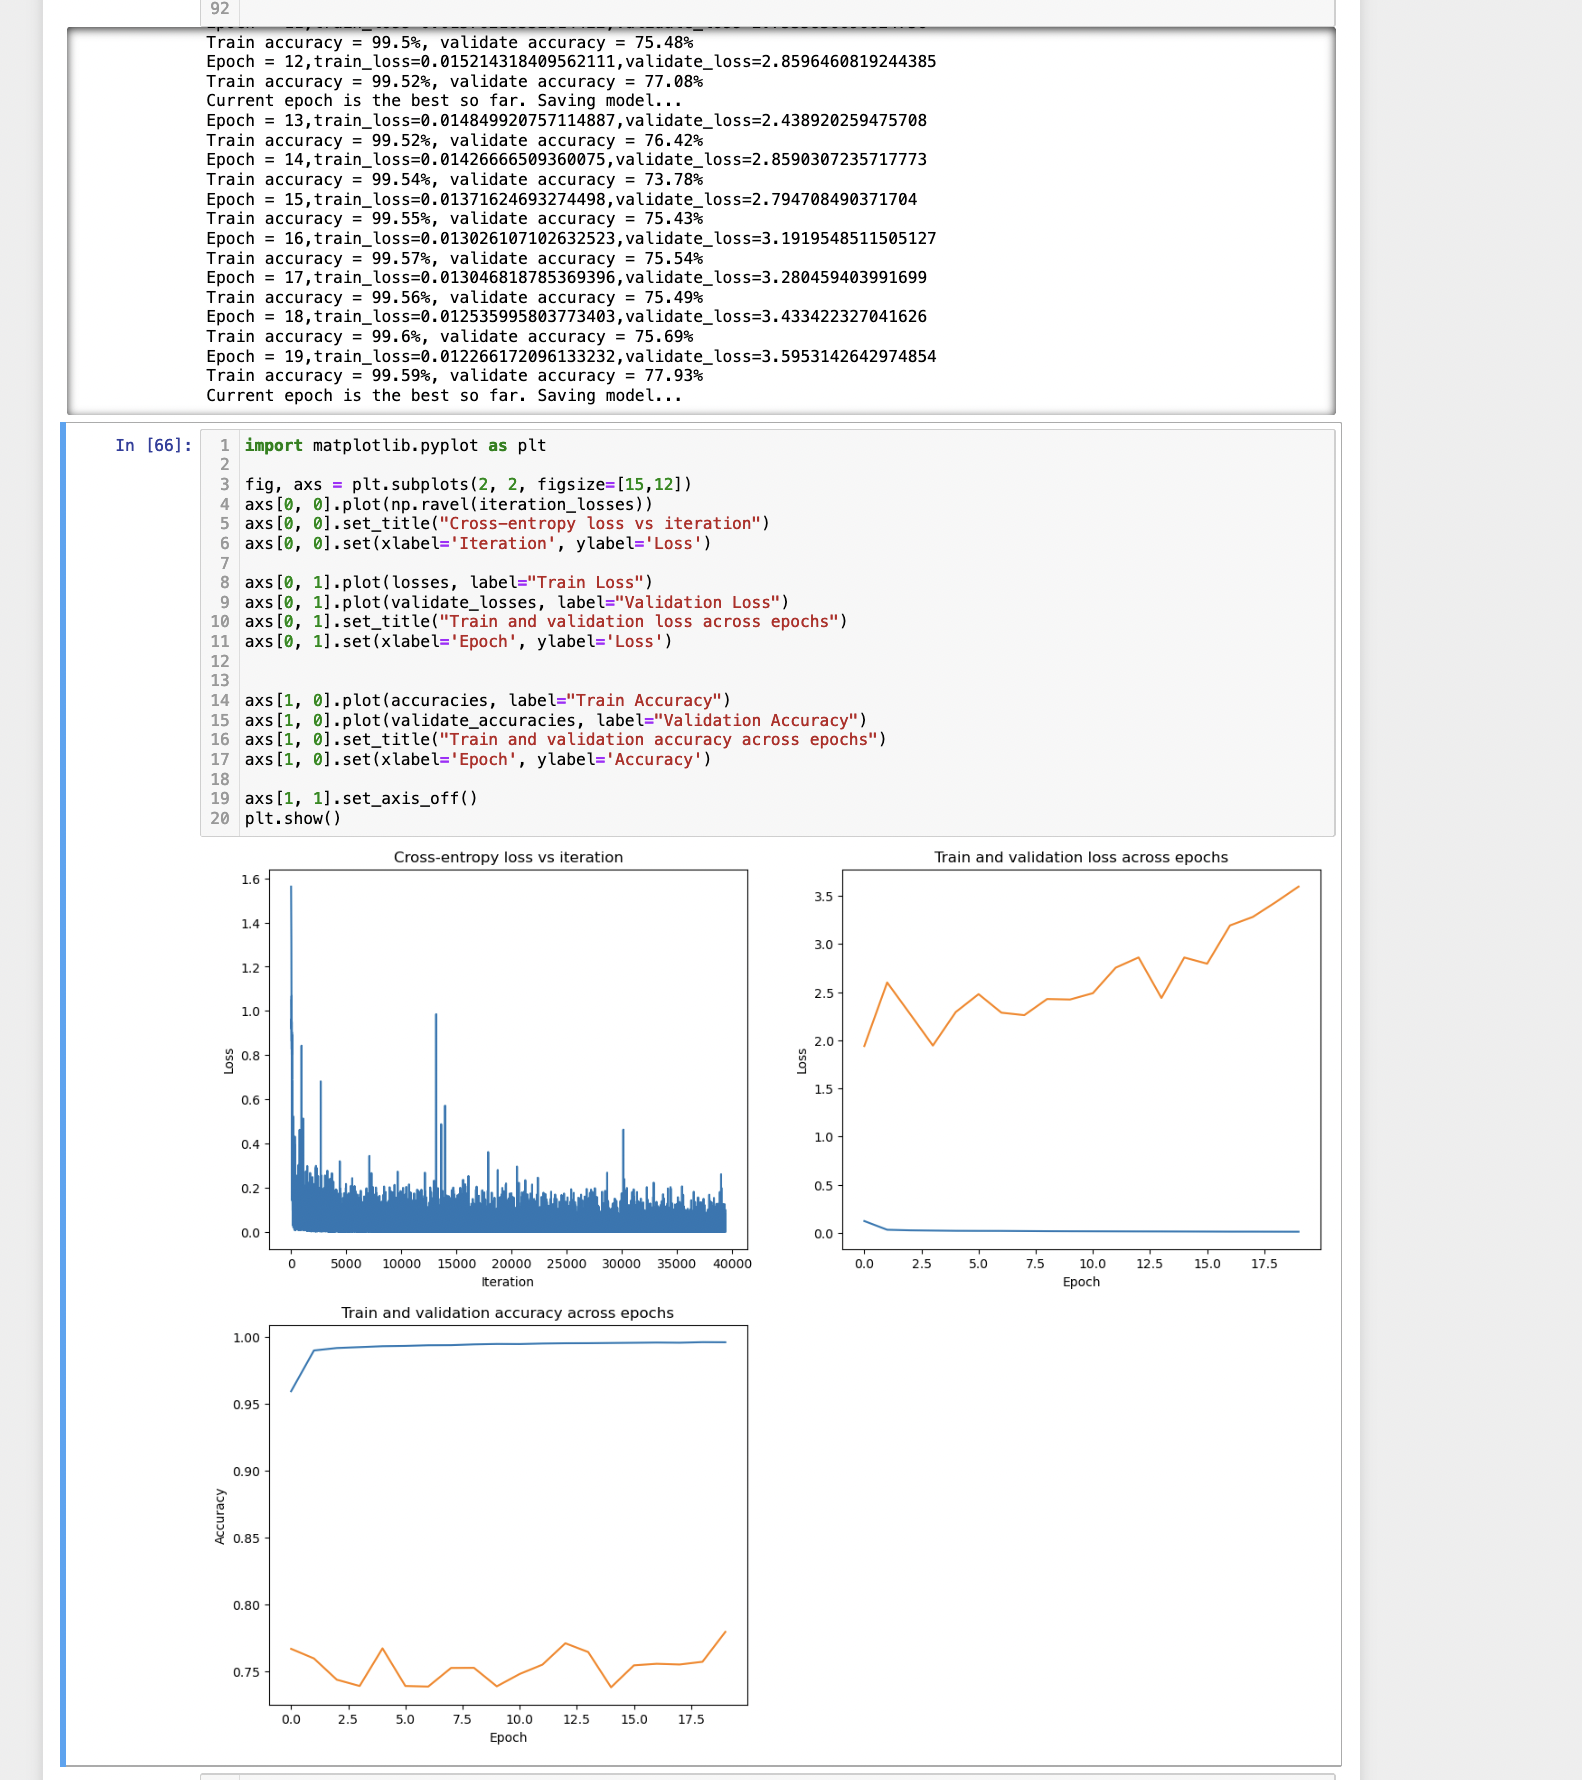 92
Train accuracy = 99.5%, validate accuracy = 75.48%
Epoch = 12,train_loss=0.015214318409562111,validate_loss=2.8596460819244385
Train accuracy = 99.52%, validate accuracy = 77.08%
Current epoch is the best so far. Saving model...
Epoch = 13,train_loss=0.014849920757114887,validate_loss=2.438920259475708
Train accuracy = 99.52%, validate accuracy = 76.42%
Epoch = 14,train_loss=0.01426666509360075,validate_loss=2.8590307235717773
Train accuracy = 99.54%, validate accuracy = 73.78%
Epoch = 15,train_loss=0.01371624693274498,validate_loss=2.794708490371704
Train accuracy = 99.55%, validate accuracy = 75.43%
Epoch = 16,train_loss=0.013026107102632523,validate_loss=3.1919548511505127
Train accuracy = 99.57%, validate accuracy = 75.54%
Epoch = 17,train_loss=0.013046818785369396,validate_loss=3.280459403991699
Train accuracy = 99.56%, validate accuracy = 75.49%
Epoch = 18,train_loss=0.012535995803773403,validate_loss=3.433422327041626
Train accuracy = 99.6%, validate accuracy = 75.69%
Epoch = 19,train_loss=0.012266172096133232,validate_loss=3.5953142642974854
Train accuracy = 99.59%, validate accuracy = 77.93%
Current epoch is the best so far. Saving model...
In [66]:
1 import matplotlib.pyplot as plt
2
3 fig, axs = plt.subplots(2, 2, figsize=[15,12])
4 axs[0, 0].plot(np.ravel(iteration_losses))
5 axs[0, 0].set_title("Cross-entropy loss vs iteration")
6 axs[0, 0].set(xlabel='Iteration', ylabel='Loss')
7
8 axs[0, 1].plot(losses, label="Train Loss")
9 axs[0, 1].plot(validate_losses, label="Validation Loss")
10 axs[0, 1].set_title("Train and validation loss across epochs")
11 axs[0, 1].set(xlabel='Epoch', ylabel='Loss')
12
13
14 axs[1, 0].plot(accuracies, label="Train Accuracy")
15 axs[1, 0].plot(validate_accuracies, label="Validation Accuracy")
16 axs[1, 0].set_title("Train and validation accuracy across epochs")
17 axs[1, 0].set(xlabel='Epoch', ylabel='Accuracy')
18
19 axs[1, 1].set_axis_off()
20 plt.show()
Cross-entropy loss vs iteration
1.6
1.4
1.2
1.0
0.8
0.6
0.4
0.2
0.0
Loss
0 5000 10000 15000 20000 25000 30000 35000 40000
Iteration
Train and validation loss across epochs
3.5
3.0
2.5
2.0
1.5
1.0
0.5
0.0
Loss
0.0 2.5 5.0 7.5 10.0 12.5 15.0 17.5
Epoch
Train and validation accuracy across epochs
1.00
0.95
0.90
0.85
0.80
0.75
Accuracy
0.0 2.5 5.0 7.5 10.0 12.5 15.0 17.5
Epoch